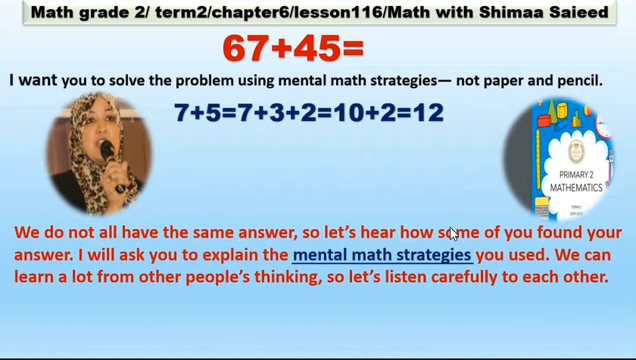 Math grade 2/ term2/chapter6/lesson116/Math with Shimaa Saieed
67+45=
I want you to solve the problem using mental math strategies— not paper and pencil.
7+5=7+3+2=10+2=12
PRIMARY 2
MATHEMATICS
We do not all have the same answer, so let's hear how some of you found your
answer. I will ask you to explain the mental math strategies you used. We can
learn a lot from other people's thinking, so let's listen carefully to each other.